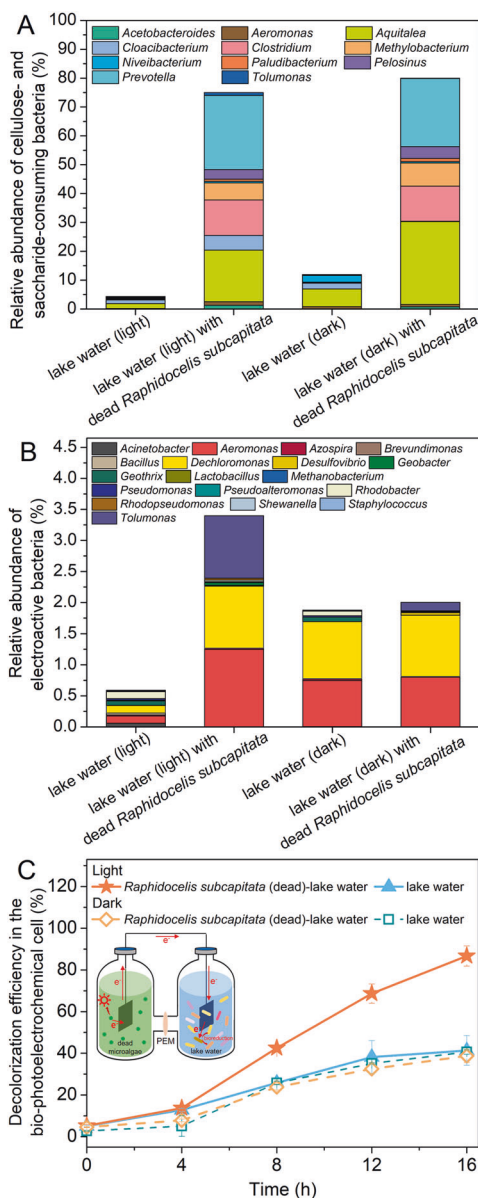 A
Relative abundance of cellulose- and
saccharide-consuming bacteria (%)
100
90
80
70
60
50
40
30
20
10
0
Acetobacteroides Aeromonas Aquitalea
Cloacibacterium Clostridium Methylobacterium
Niveibacterium Paludibacterium Pelosinus
Prevotella Tolumonas
lake water (light)
lake water (light) with
dead Raphidocelis subcapitata
lake water (dark)
lake water (dark) with
dead Raphidocelis subcapitata
B
Relative abundance of
electroactive bacteria (%)
4.5
4.0
3.5
3.0
2.5
2.0
1.5
1.0
0.5
0.0
Acinetobacter Aeromonas Azospira Brevundimonas
Bacillus Dechloromonas Desulfovibrio Geobacter
Geothrix Lactobacillus Methanobacterium
Pseudomonas Pseudoalteromonas Rhodobacter
Rhodopseudomonas Shewanella Staphylococcus
Tolumonas
lake water (light)
lake water (light) with
dead Raphidocelis subcapitata
lake water (dark)
lake water (dark) with
dead Raphidocelis subcapitata
C
Decolorization efficiency in the
bio-photoelectrochemical cell (%)
120
100
80
60
40
20
0
Light
Raphidocelis subcapitata (dead)-lake water lake water
Dark
Raphidocelis subcapitata (dead)-lake water lake water
e-
e-
e-
e-
e-
dead
microalgae
PEM
lake water
0 4 8 12 16
Time (h)